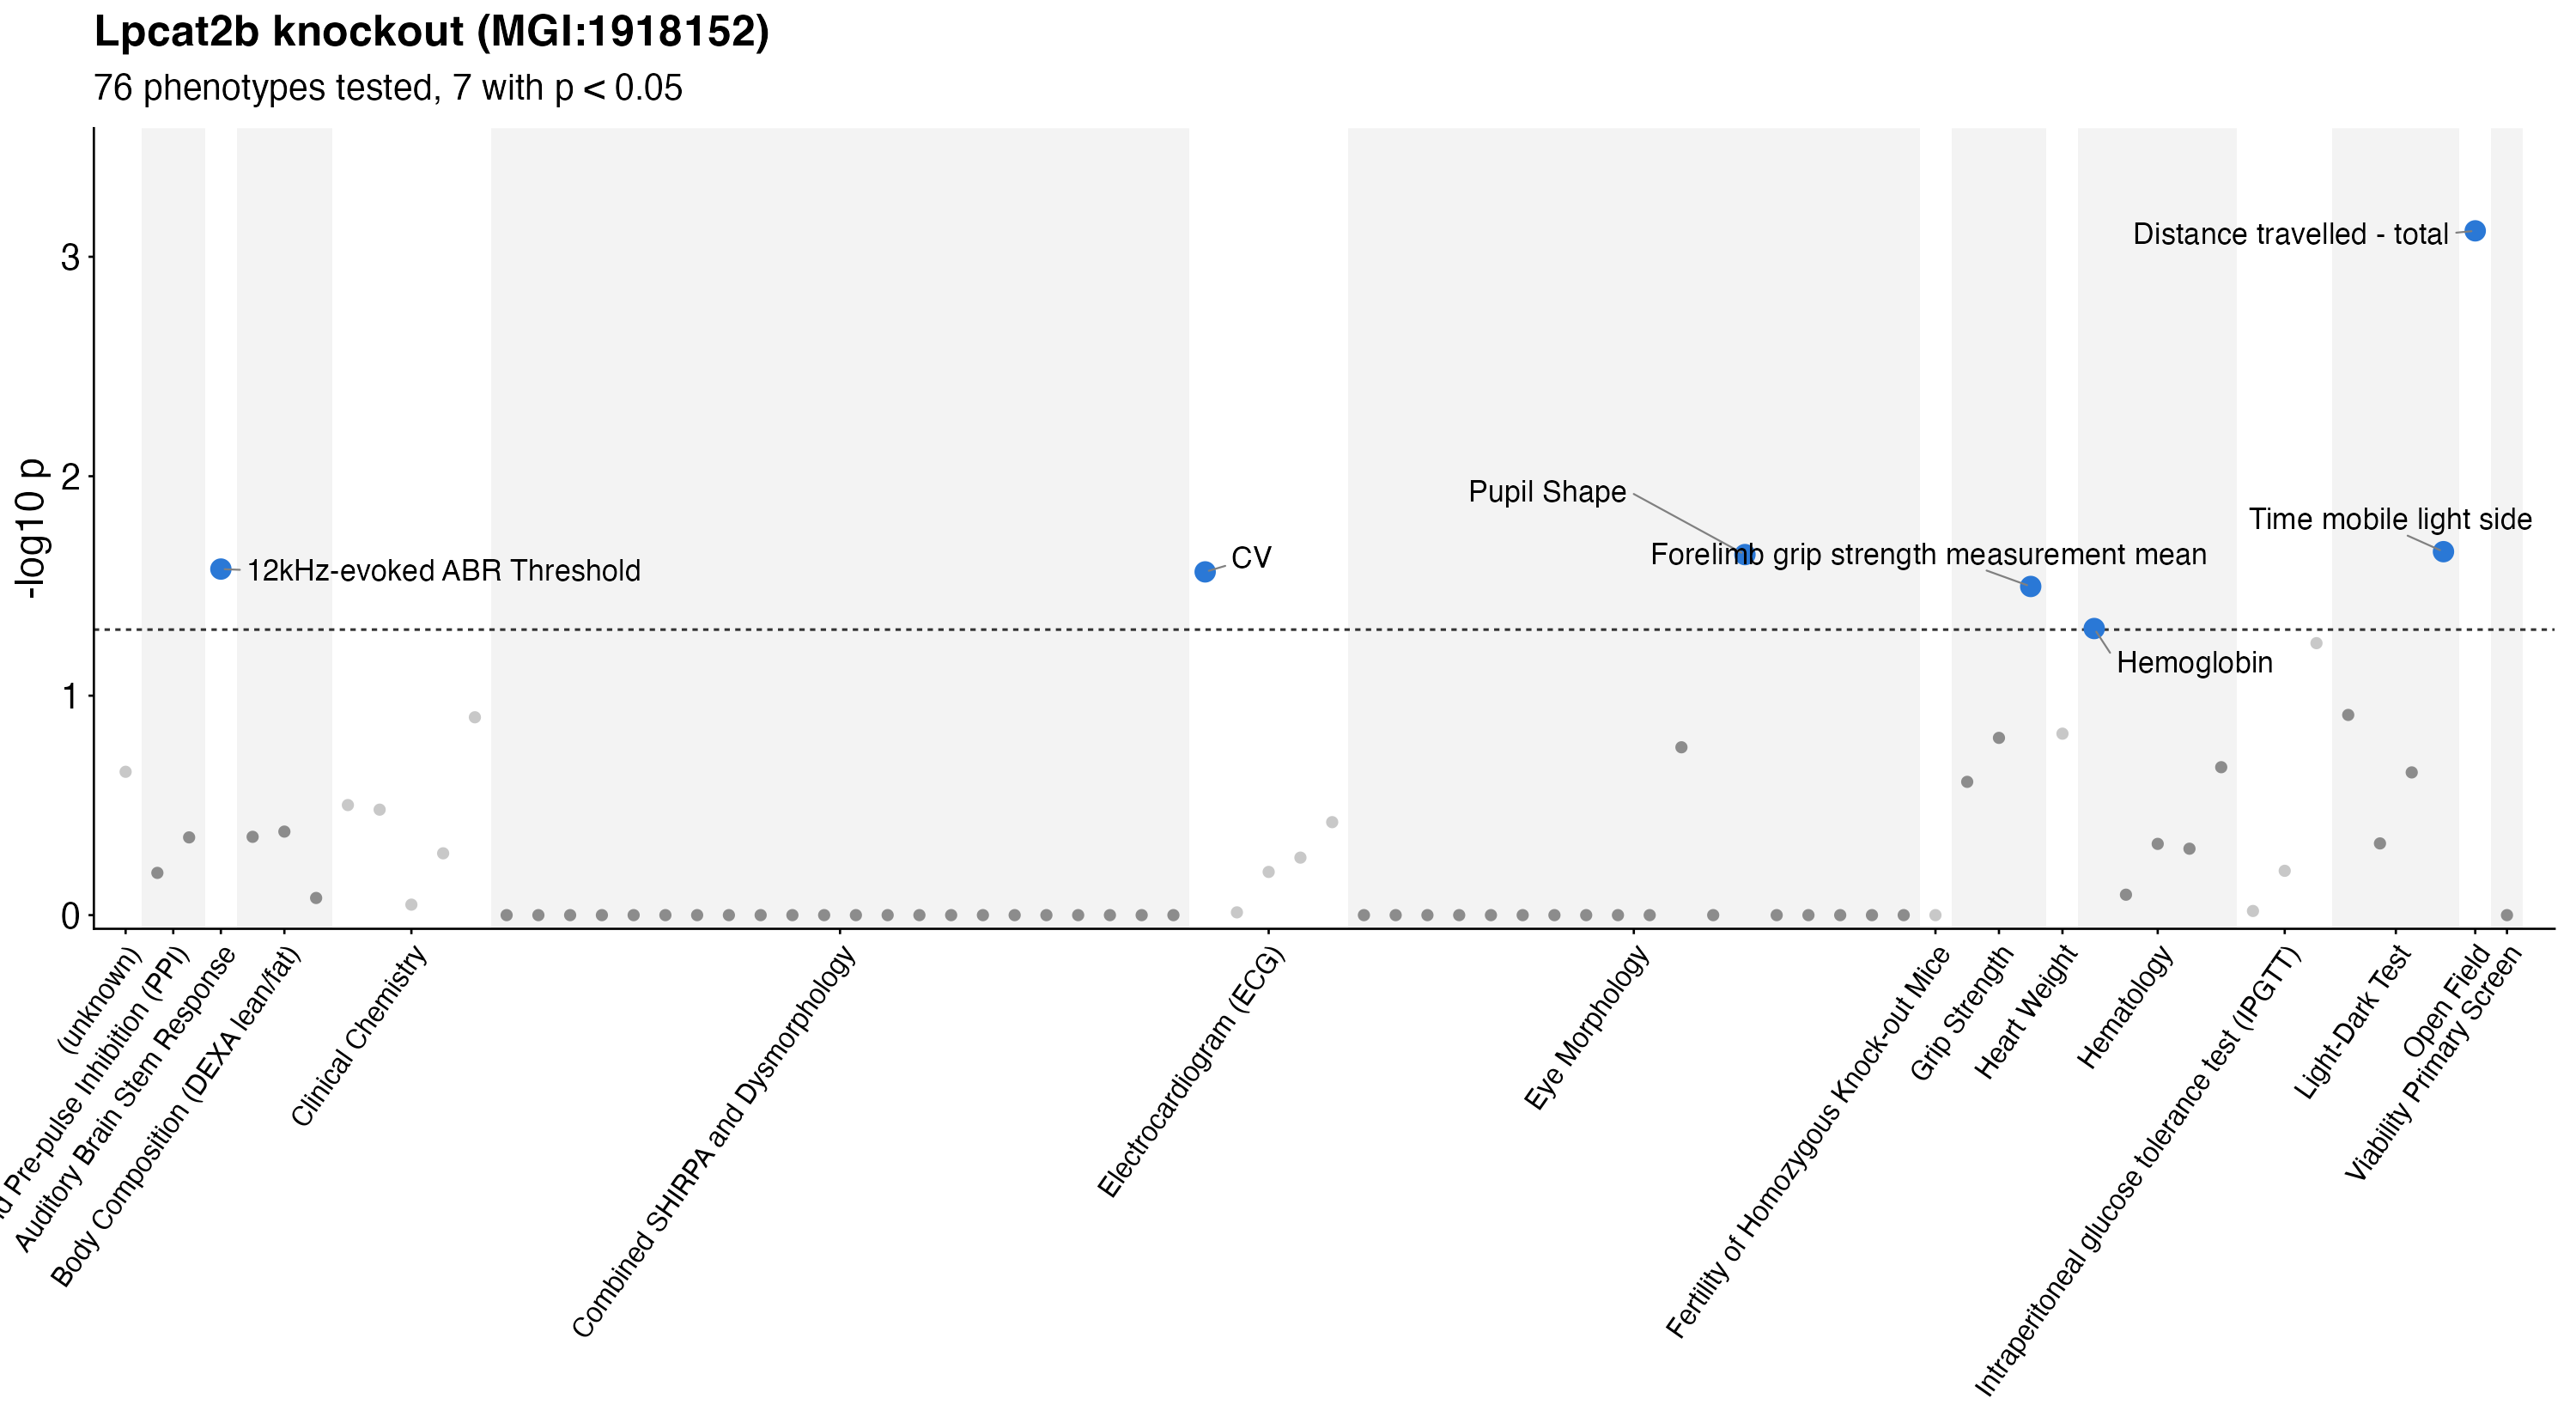 Lpcat2b knockout (MGI:1918152)
76 phenotypes tested, 7 with p < 0.05
-log10 p
3
2
1
0
Distance travelled - total
Pupil Shape
Time mobile light side
Forelimb grip strength measurement mean
CV
12kHz-evoked ABR Threshold
Hemoglobin
(unknown)
Pre-pulse Inhibition (PPI)
Auditory Brain Stem Response
Body Composition (DEXA lean/fat)
Clinical Chemistry
Combined SHIRPA and Dysmorphology
Electrocardiogram (ECG)
Eye Morphology
Fertility of Homozygous Knock-out Mice
Grip Strength
Heart Weight
Hematology
Intraperitoneal glucose tolerance test (IPGTT)
Light-Dark Test
Open Field
Viability Primary Screen